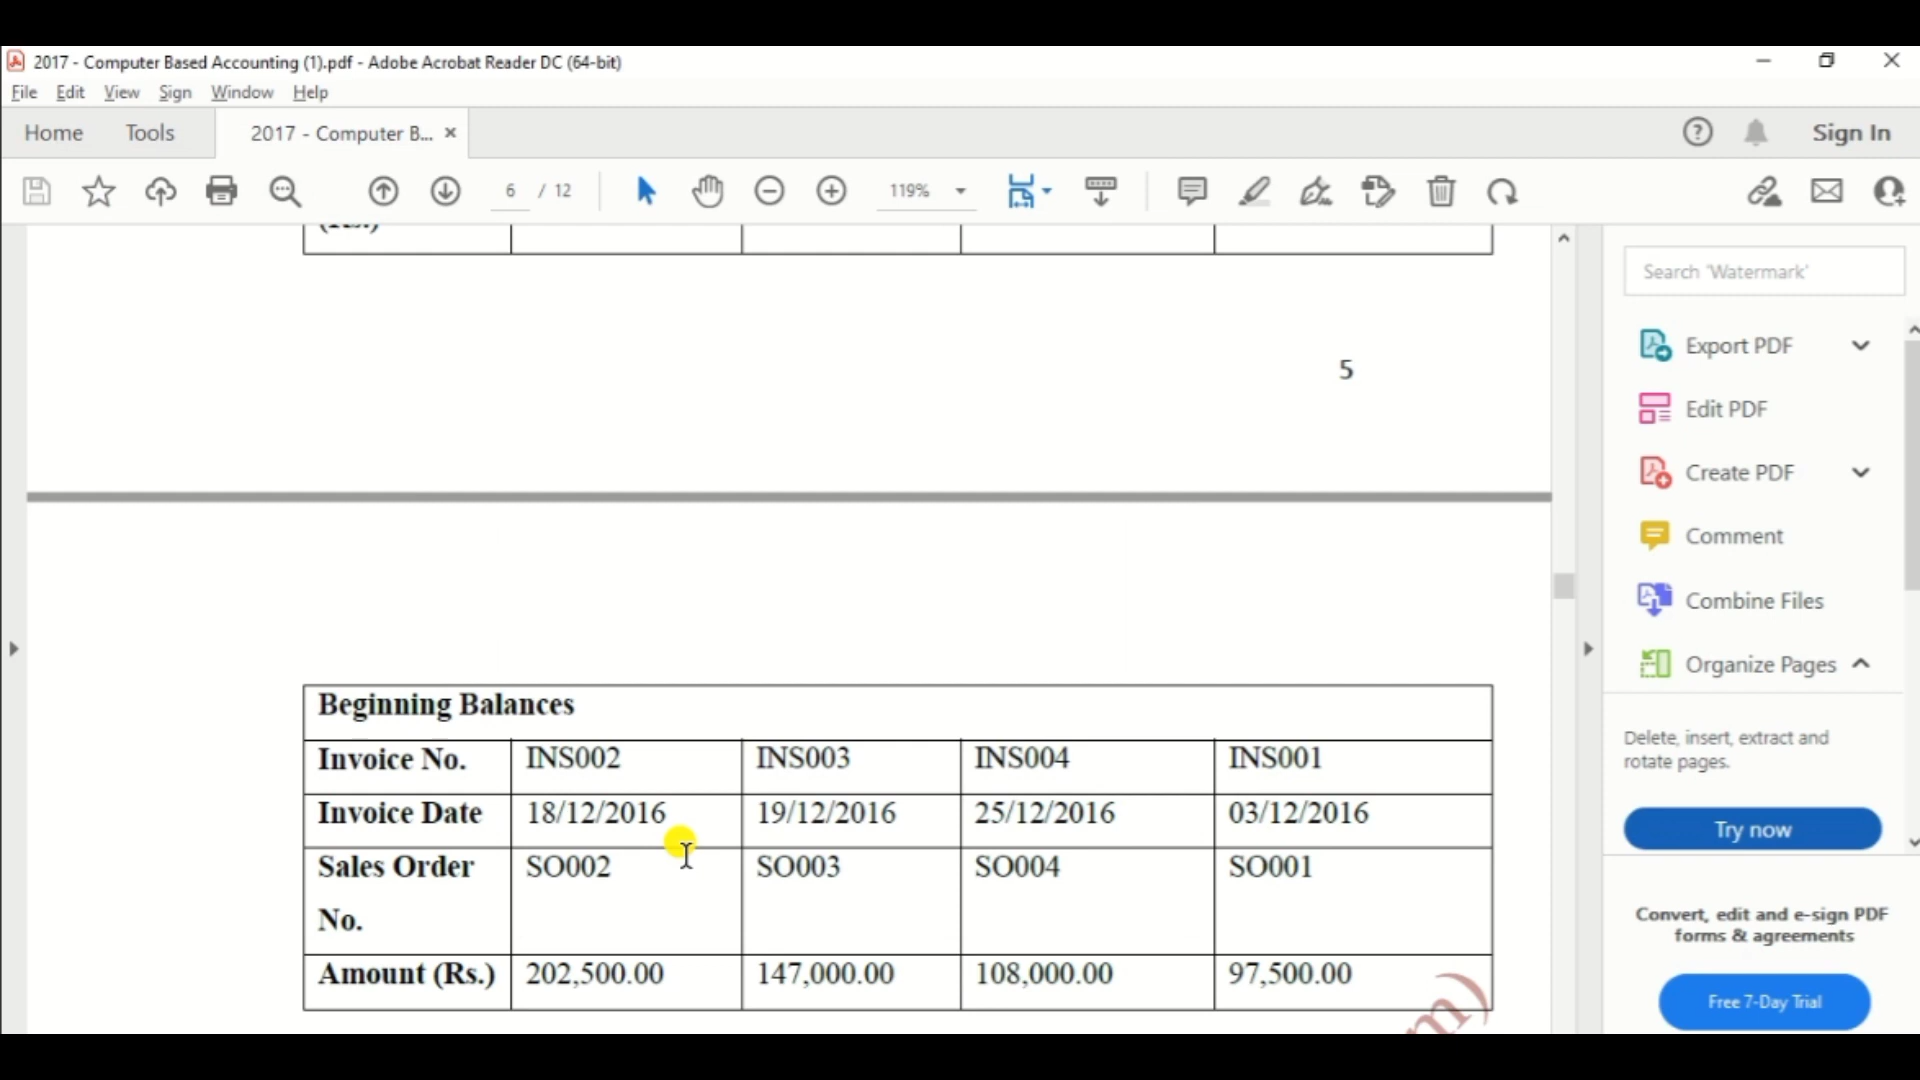 2017 - Computer Based Accounting (1).pdf - Adobe Acrobat Reader DC (64-bit)
File Edit View Sign Window Help
Home Tools 2017 - Computer B... × Sign In
6 / 12 119%
(Rs.)
5
Search 'Watermark'
Export PDF
Edit PDF
Create PDF
Comment
Combine Files
Organize Pages
Delete, insert, extract and
rotate pages.
Try now
Convert, edit and e-sign PDF
forms & agreements
Free 7-Day Trial
Beginning Balances
Invoice No. INS002 INS003 INS004 INS001
Invoice Date 18/12/2016 19/12/2016 25/12/2016 03/12/2016
Sales Order SO002 SO003 SO004 SO001
No.
Amount (Rs.) 202,500.00 147,000.00 108,000.00 97,500.00
m)